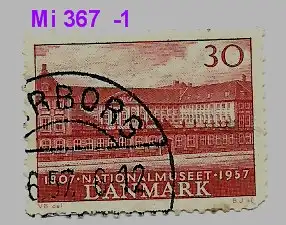 Mi 367 -1
30
RBORG
1807·NATIONALMUSEET·1957
DANMARK